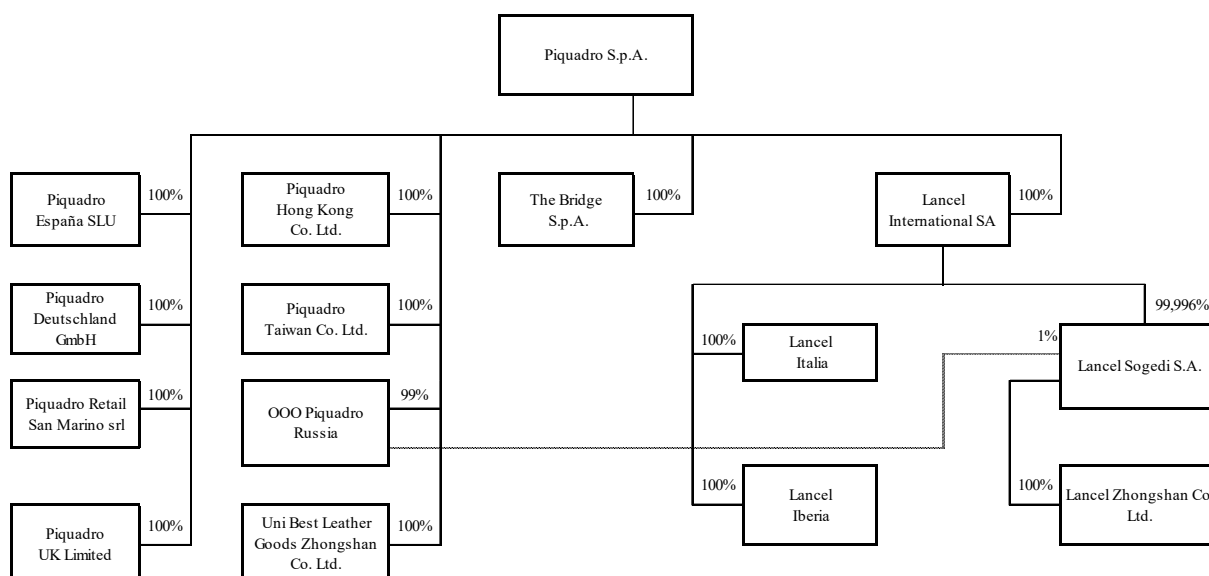 Piquadro S.p.A.
Piquadro
España SLU
100%
Piquadro
Hong Kong
Co. Ltd.
100%
The Bridge
S.p.A.
100%
Lancel
International SA
100%
Piquadro
Deutschland
GmbH
100%
Piquadro
Taiwan Co. Ltd.
100%
99,996%
100%
Lancel
Italia
1%
Lancel Sogedi S.A.
Piquadro Retail
San Marino srl
100%
OOO Piquadro
Russia
99%
100%
Lancel
Iberia
100%
Lancel Zhongshan Co
Ltd.
Piquadro
UK Limited
100%
Uni Best Leather
Goods Zhongshan
Co. Ltd.
100%